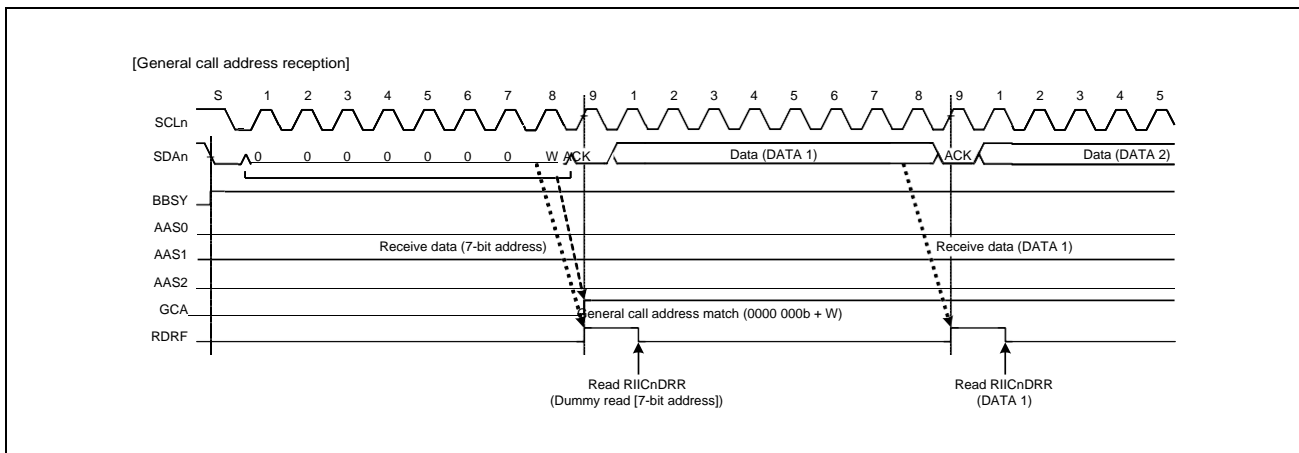 [General call address reception]
S 1 2 3 4 5 6 7 8 9 1 2 3 4 5 6 7 8 9 1 2 3 4 5
SCLn
SDAn 0 0 0 0 0 0 0 W ACK Data (DATA 1) ACK Data (DATA 2)
BBSY
AAS0
Receive data (7-bit address) Receive data (DATA 1)
AAS1
AAS2
GCA
General call address match (0000 000b + W)
RDRF
Read RIICnDRR Read RIICnDRR
(Dummy read [7-bit address]) (DATA 1)